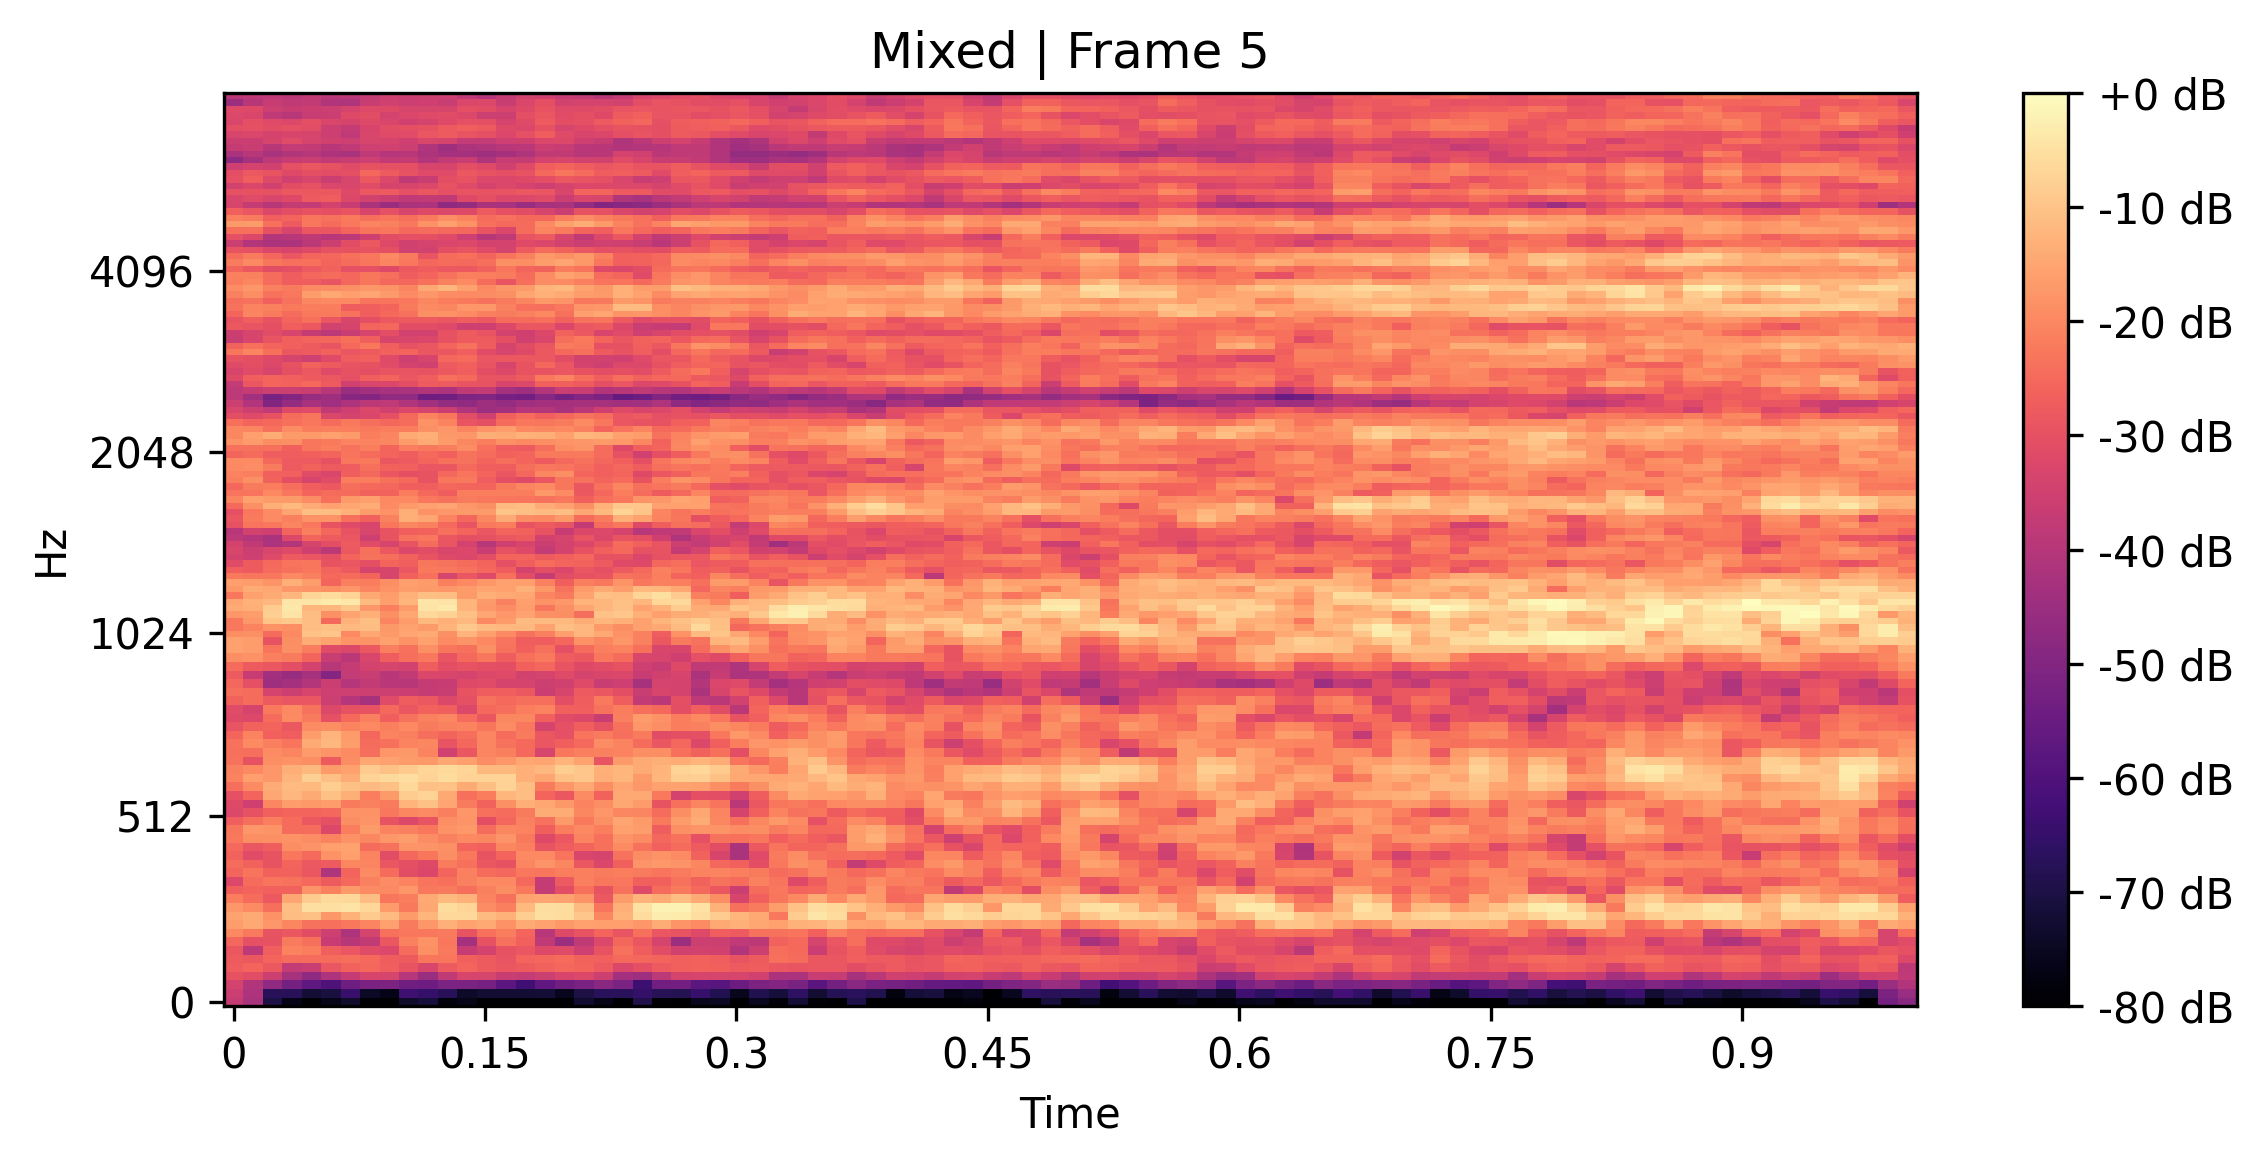 Mixed | Frame 5
Hz
4096
2048
1024
512
0
0 0.15 0.3 0.45 0.6 0.75 0.9
Time
+0 dB
-10 dB
-20 dB
-30 dB
-40 dB
-50 dB
-60 dB
-70 dB
-80 dB